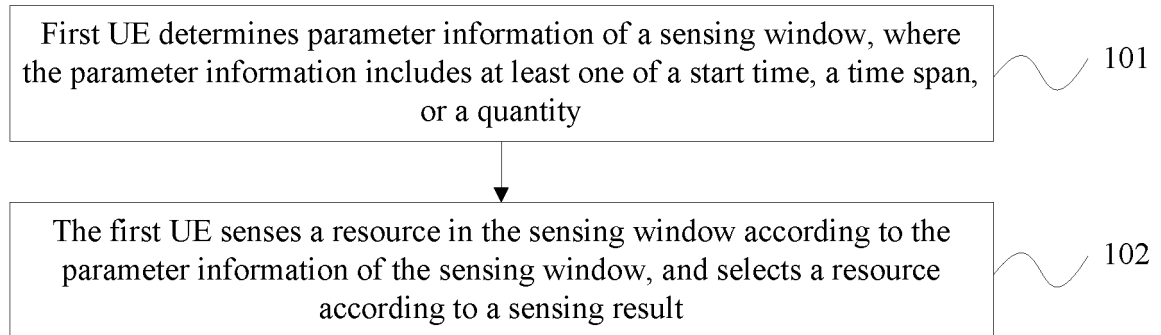 First UE determines parameter information of a sensing window, where
the parameter information includes at least one of a start time, a time span,
or a quantity
101
The first UE senses a resource in the sensing window according to the
parameter information of the sensing window, and selects a resource
according to a sensing result
102